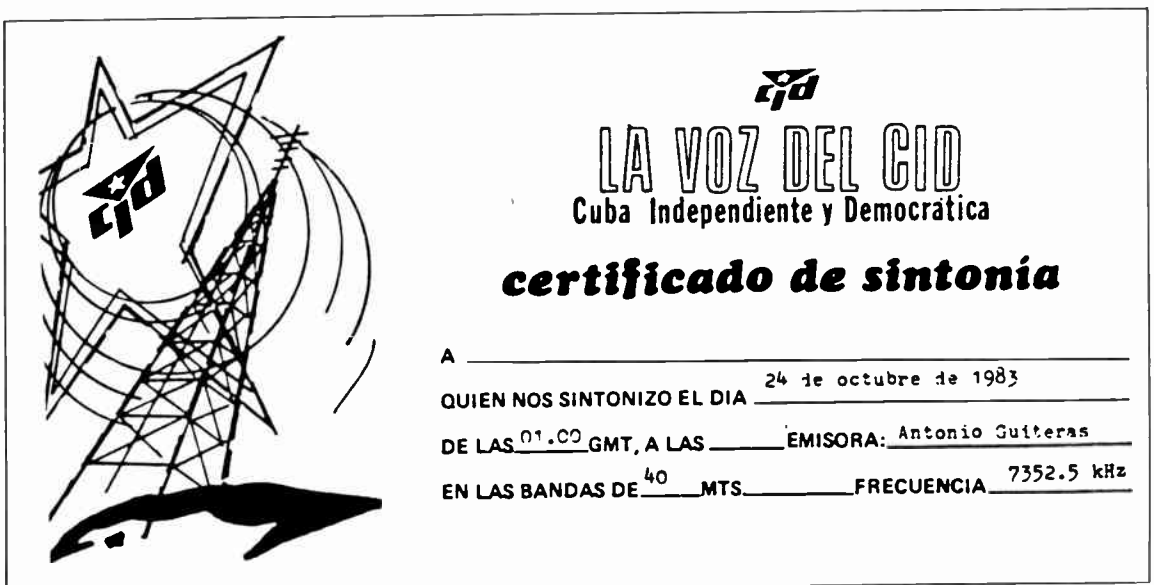 cid
cid
LA VOZ DEL CID
Cuba Independiente y Democrática
certificado de sintonía
A
QUIEN NOS SINTONIZO EL DIA 24 de octubre de 1983
DE LAS 01.00 GMT, A LAS EMISORA: Antonio Guiteras
EN LAS BANDAS DE 40 MTS. FRECUENCIA 7352.5 kHz